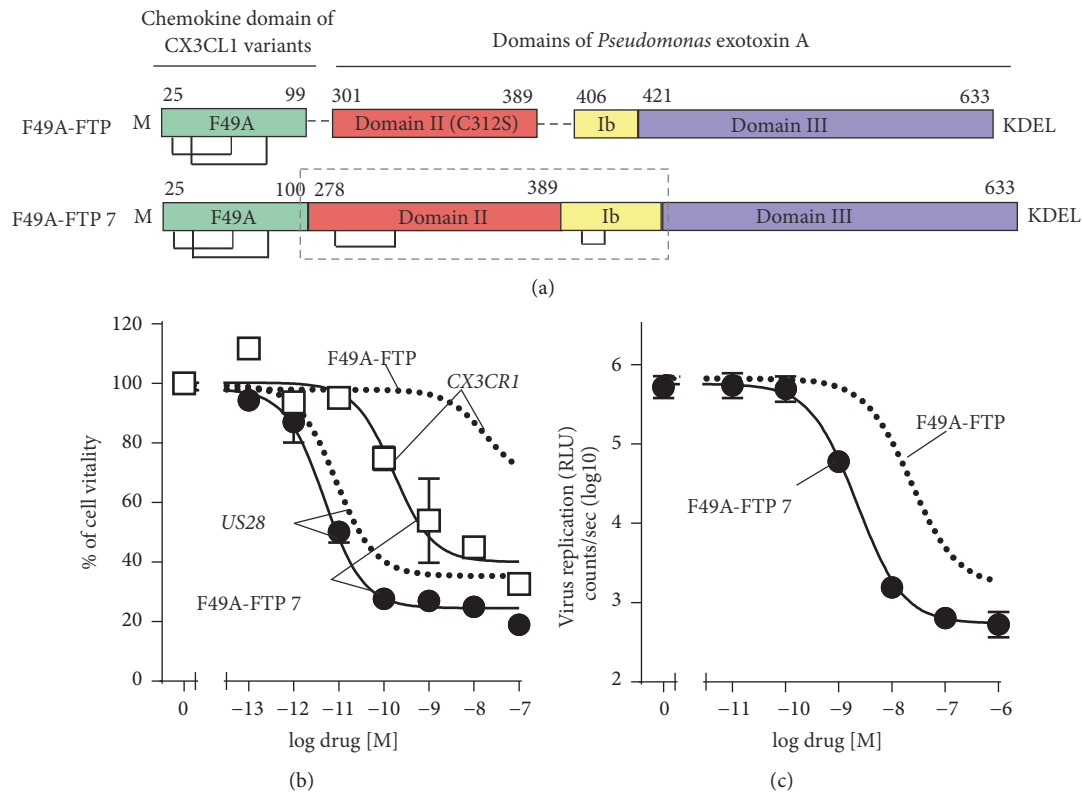 Chemokine domain of
CX3CL1 variants
Domains of Pseudomonas exotoxin A
25 99 301 389 406 421 633
F49A-FTP M F49A Domain II (C312S) Ib Domain III KDEL
25 100 278 389 633
F49A-FTP 7 M F49A Domain II Ib Domain III KDEL
(a)
120
100
80
60
40
20
0
% of cell vitality
F49A-FTP
CX3CR1
US28
F49A-FTP 7
0 −13 −12 −11 −10 −9 −8 −7
log drug [M]
(b)
6
5
4
3
2
Virus replication (RLU)
counts/sec (log10)
F49A-FTP
F49A-FTP 7
0 −11 −10 −9 −8 −7 −6
log drug [M]
(c)